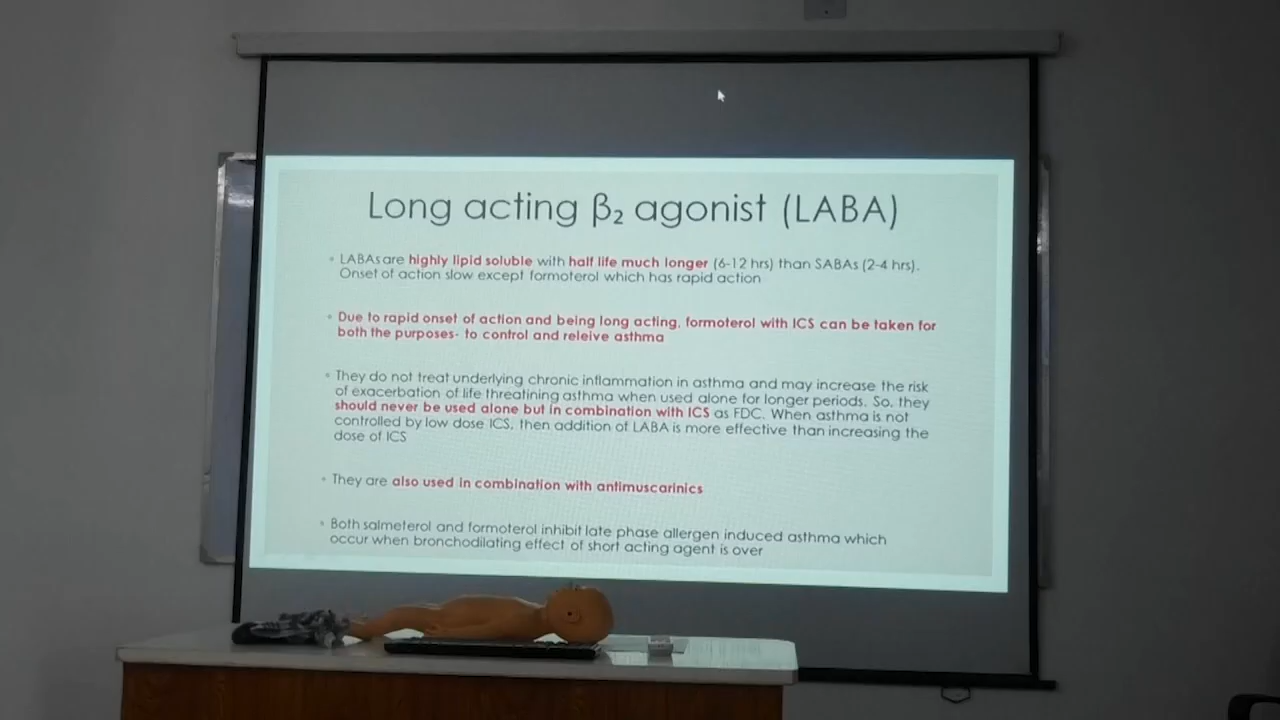 Long acting β₂ agonist (LABA)
• LABAs are highly lipid soluble with half life much longer (6-12 hrs) than SABAs (2-4 hrs).
Onset of action slow except formoterol which has rapid action
• Due to rapid onset of action and being long acting, formoterol with ICS can be taken for
both the purposes- to control and releive asthma
• They do not treat underlying chronic inflammation in asthma and may increase the risk
of exacerbation of life threatining asthma when used alone for longer periods. So, they
should never be used alone but in combination with ICS as FDC. When asthma is not
controlled by low dose ICS, then addition of LABA is more effective than increasing the
dose of ICS
• They are also used in combination with antimuscarinics
• Both salmeterol and formoterol inhibit late phase allergen induced asthma which
occur when bronchodilating effect of short acting agent is over